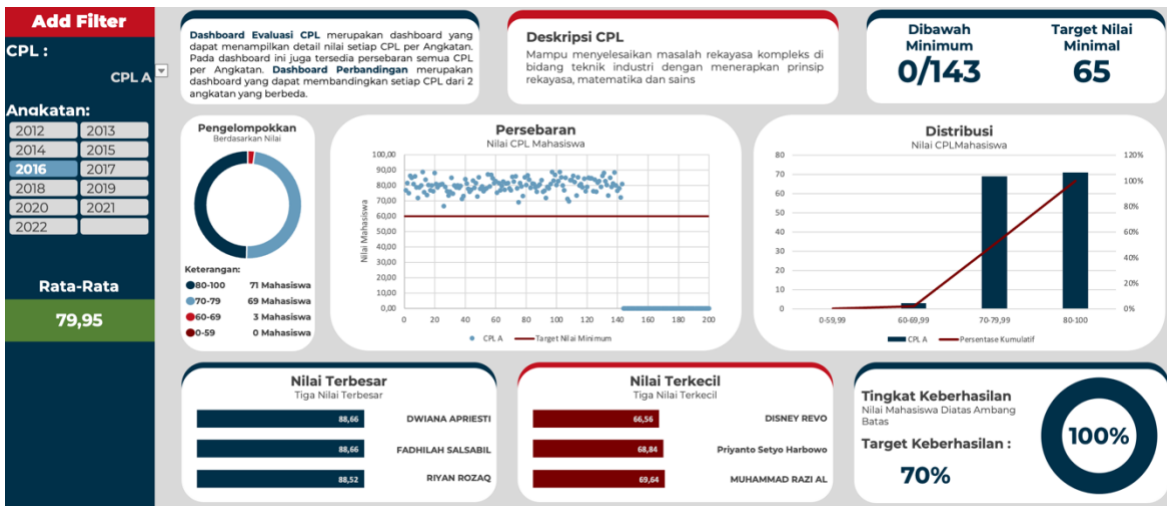 Add Filter
CPL :
CPL A
Angkatan:
2012 2013
2014 2015
2016 2017
2018 2019
2020 2021
2022
Rata-Rata
79,95
Dashboard Evaluasi CPL merupakan dashboard yang
dapat menampilkan detail nilai setiap CPL per Angkatan.
Pada dashboard ini juga tersedia persebaran semua CPL
per Angkatan. Dashboard Perbandingan merupakan
dashboard yang dapat membandingkan setiap CPL dari 2
angkatan yang berbeda.
Deskripsi CPL
Mampu menyelesaikan masalah rekayasa kompleks di
bidang teknik industri dengan menerapkan prinsip
rekayasa, matematika dan sains
Dibawah
Minimum
0/143
Target Nilai
Minimal
65
Pengelompokkan
Berdasarkan Nilai
Keterangan:
80-100 71 Mahasiswa
70-79 69 Mahasiswa
60-69 3 Mahasiswa
0-59 0 Mahasiswa
Persebaran
Nilai CPL Mahasiswa
Nilai Mahasiswa
100,00
90,00
80,00
70,00
60,00
50,00
40,00
30,00
20,00
10,00
0,00
0 20 40 60 80 100 120 140 160 180 200
CPL A Target Nilai Minimum
Distribusi
Nilai CPLMahasiswa
80
70
60
50
40
30
20
10
0
120%
100%
80%
60%
40%
20%
0%
0-59,99 60-69,99 70-79,99 80-100
CPL A Persentase Kumulatif
Nilai Terbesar
Tiga Nilai Terbesar
88,66 DWIANA APRIESTI
88,66 FADHILAH SALSABIL
88,52 RIYAN ROZAQ
Nilai Terkecil
Tiga Nilai Terkecil
66,56 DISNEY REVO
68,84 Priyanto Setyo Harbowo
69,64 MUHAMMAD RAZI AL
Tingkat Keberhasilan
Nilai Mahasiswa Diatas Ambang
Batas
Target Keberhasilan :
70%
100%